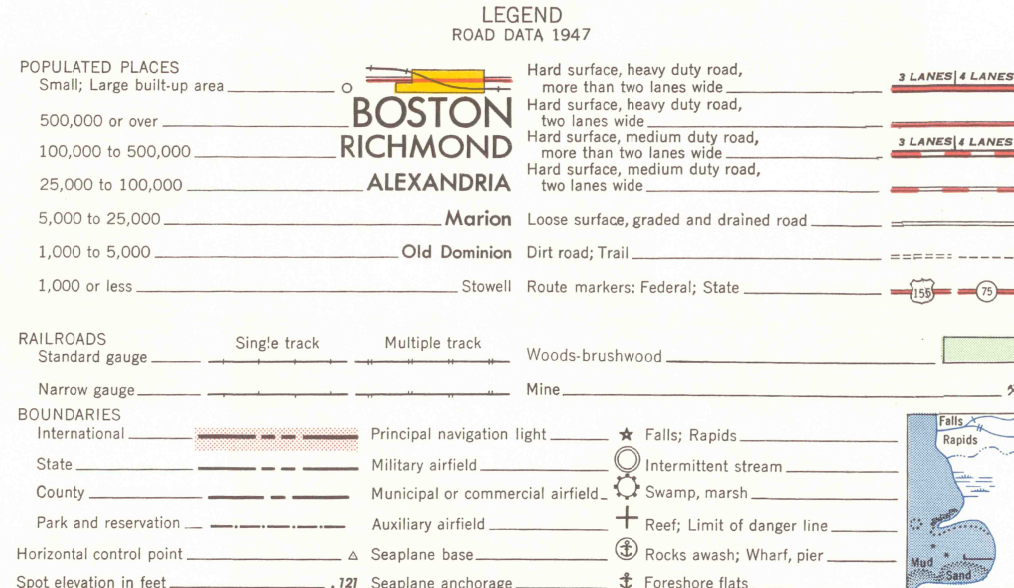 LEGEND
ROAD DATA 1947
POPULATED PLACES
Small; Large built-up area
500,000 or over BOSTON
100,000 to 500,000 RICHMOND
25,000 to 100,000 ALEXANDRIA
5,000 to 25,000 Marion
1,000 to 5,000 Old Dominion
1,000 or less Stowell
Hard surface, heavy duty road,
more than two lanes wide 3 LANES 4 LANES
Hard surface, heavy duty road,
two lanes wide
Hard surface, medium duty road,
more than two lanes wide 3 LANES 4 LANES
Hard surface, medium duty road,
two lanes wide
Loose surface, graded and drained road
Dirt road; Trail
Route markers: Federal; State 155 75
RAILROADS
Single track Multiple track
Standard gauge
Narrow gauge
Woods-brushwood
Mine
BOUNDARIES
International
State
County
Park and reservation
Horizontal control point
Spot elevation in feet .121
Principal navigation light
Military airfield
Municipal or commercial airfield
Auxiliary airfield
Seaplane base
Seaplane anchorage
Falls; Rapids
Intermittent stream
Swamp, marsh
Reef; Limit of danger line
Rocks awash; Wharf, pier
Foreshore flats
Falls
Rapids
Mud
Sand